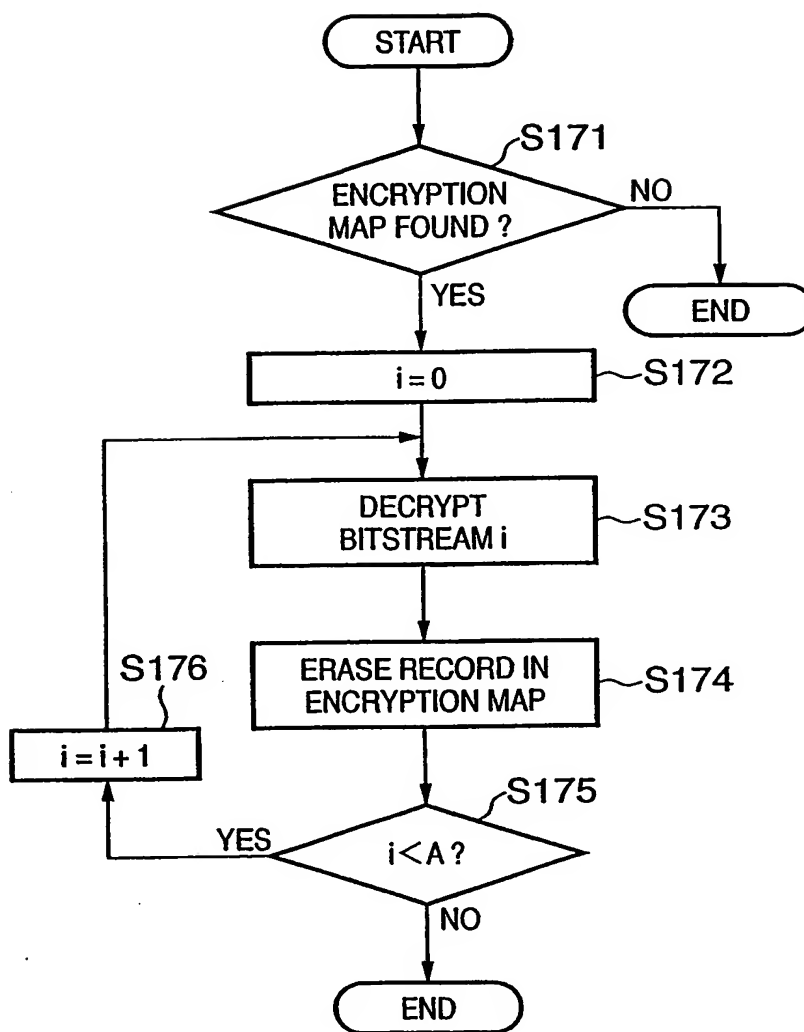 START
S171
ENCRYPTION
MAP FOUND ?
NO
END
YES
i = 0
S172
DECRYPT
BITSTREAM i
S173
ERASE RECORD IN
ENCRYPTION MAP
S174
S176
i = i + 1
S175
YES
i < A ?
NO
END